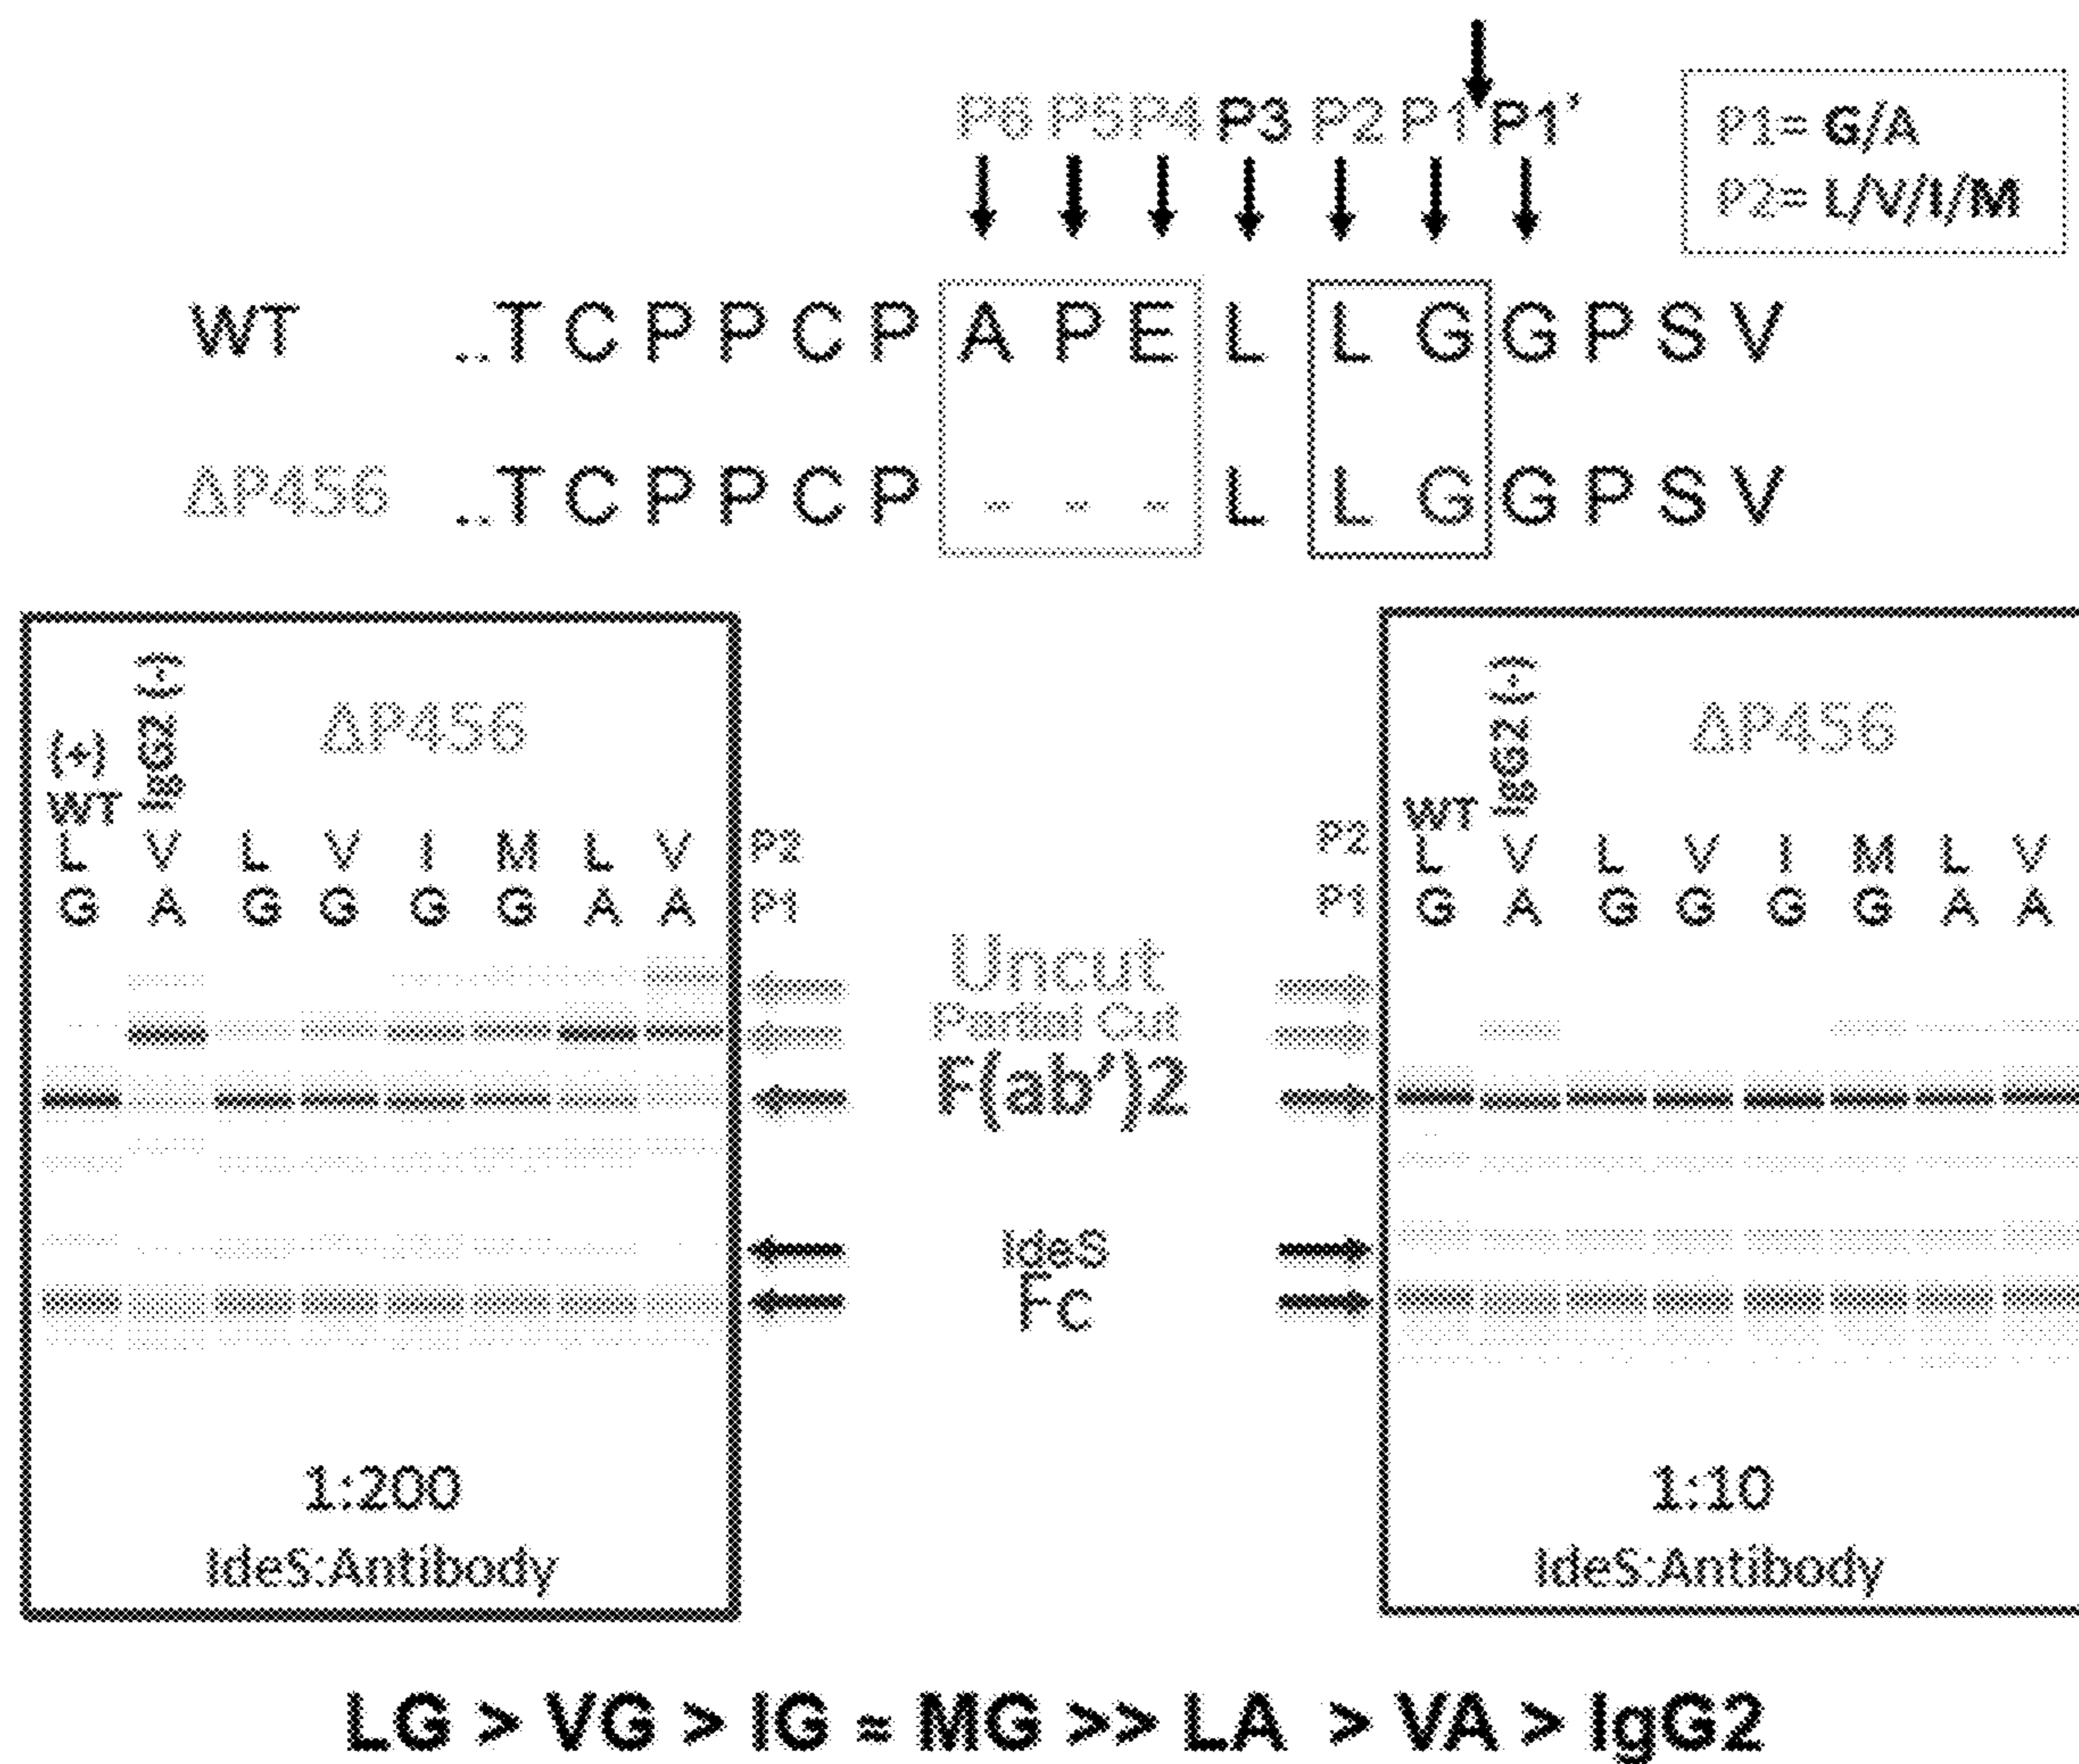 P6 P5 P4 P3 P2 P1 P1'
P1= G/A
P2= L/V/I/M
WT ..T C P P C P A P E L L G G P S V
ΔP456 ..T C P P C P - - - L L G G P S V
(+)
WT
IgG2 (-)
ΔP456
L V L V I M L V P2
G A G G G G A A P1
WT
IgG2 (-)
ΔP456
P2 L V L V I M L V
P1 G A G G G G A A
Uncut
Partial Cut
F(ab')2
IdeS
Fc
1:200
IdeS:Antibody
1:10
IdeS:Antibody
LG > VG > IG = MG >> LA > VA > IgG2